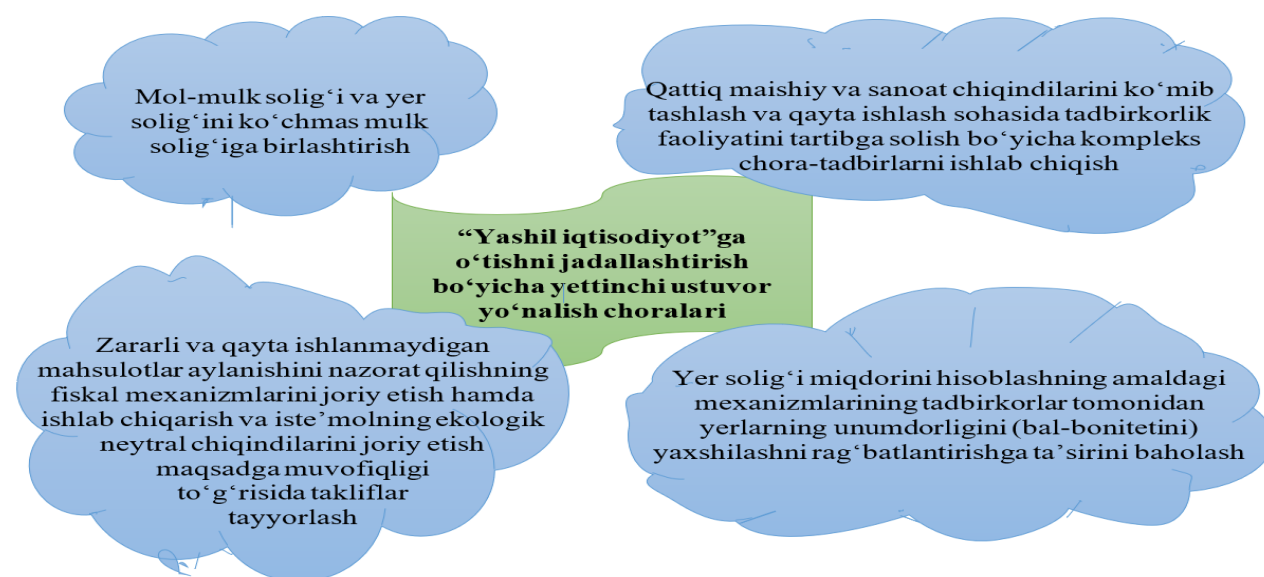 Mol-mulk solig‘i va yer
solig‘ini ko‘chmas mulk
solig‘iga birlashtirish
Qattiq maishiy va sanoat chiqindilarini ko‘mib
tashlash va qayta ishlash sohasida tadbirkorlik
faoliyatini tartibga solish bo‘yicha kompleks
chora-tadbirlarni ishlab chiqish
“Yashil iqtisodiyot”ga
o‘tishni jadallashtirish
bo‘yicha yettinchi ustuvor
yo‘nalish choralari
Zararli va qayta ishlanmaydigan
mahsulotlar aylanishini nazorat qilishning
fiskal mexanizmlarini joriy etish hamda
ishlab chiqarish va iste’molning ekologik
neytral chiqindilarini joriy etish
maqsadga muvofiqligi
to‘g‘risida takliflar
tayyorlash
Yer solig‘i miqdorini hisoblashning amaldagi
mexanizmlarining tadbirkorlar tomonidan
yerlarning unumdorligini (bal-bonitetini)
yaxshilashni rag‘batlantirishga ta’sirini baholash